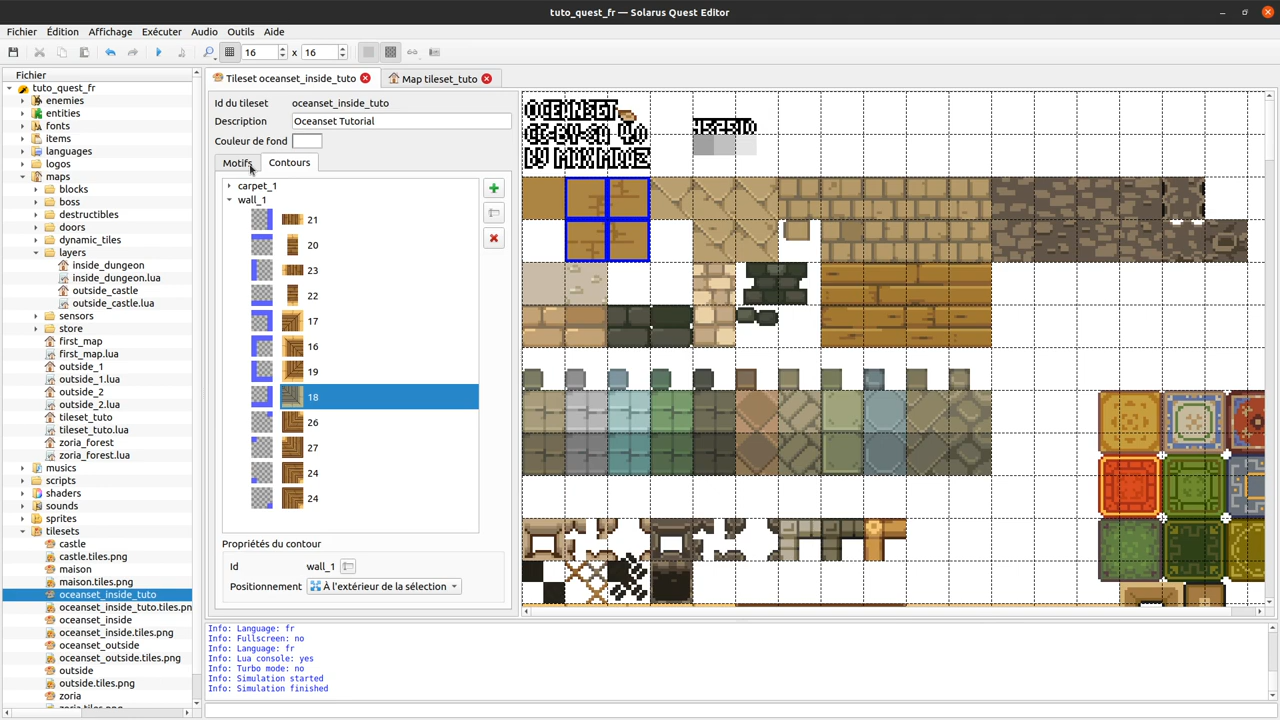 tuto_quest_fr — Solarus Quest Editor
Fichier Édition Affichage Exécuter Audio Outils Aide
16 x 16
Fichier
tuto_quest_fr
enemies
entities
fonts
items
languages
logos
maps
blocks
boss
destructibles
doors
dynamic_tiles
layers
inside_dungeon
inside_dungeon.lua
outside_castle
outside_castle.lua
sensors
store
first_map
first_map.lua
outside_1
outside_1.lua
outside_2
outside_2.lua
tileset_tuto
tileset_tuto.lua
zoria_forest
zoria_forest.lua
musics
scripts
shaders
sounds
sprites
tilesets
castle
castle.tiles.png
maison
maison.tiles.png
oceanset_inside_tuto
oceanset_inside_tuto.tiles.pn
oceanset_inside
oceanset_inside.tiles.png
oceanset_outside
oceanset_outside.tiles.png
outside
outside.tiles.png
zoria
zoria.tiles.png
Tileset oceanset_inside_tuto
Map tileset_tuto
Id du tileset oceanset_inside_tuto
Description Oceanset Tutorial
Couleur de fond
Motifs Contours
carpet_1
wall_1
21
20
23
22
17
16
19
18
26
27
24
24
Propriétés du contour
Id wall_1
Positionnement À l'extérieur de la sélection
Info: Language: fr
Info: Fullscreen: no
Info: Language: fr
Info: Lua console: yes
Info: Turbo mode: no
Info: Simulation started
Info: Simulation finished